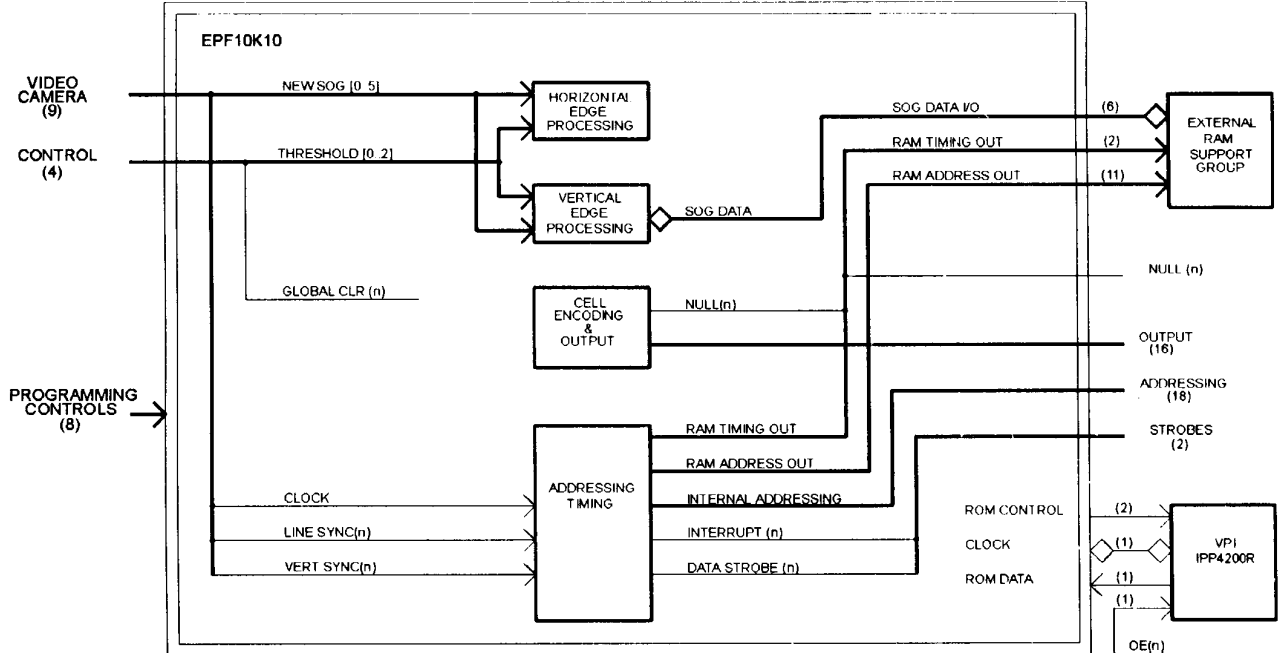 EPF10K10
VIDEO
CAMERA
(9)
NEW SOG [0..5]
HORIZONTAL
EDGE
PROCESSING
SOG DATA I/O
(6)
EXTERNAL
RAM
SUPPORT
GROUP
CONTROL
(4)
THRESHOLD [0..2]
RAM TIMING OUT
(2)
RAM ADDRESS OUT
(11)
VERTICAL
EDGE
PROCESSING
SOG DATA
NULL (n)
GLOBAL CLR (n)
CELL
ENCODING
&
OUTPUT
NULL(n)
OUTPUT
(16)
PROGRAMMING
CONTROLS
(8)
ADDRESSING
(18)
STROBES
(2)
RAM TIMING OUT
RAM ADDRESS OUT
ADDRESSING
TIMING
INTERNAL ADDRESSING
CLOCK
LINE SYNC(n)
INTERRUPT (n)
VERT SYNC(n)
DATA STROBE (n)
ROM CONTROL
(2)
CLOCK
(1)
ROM DATA
(1)
(1)
VPI
IPP4200R
OE(n)